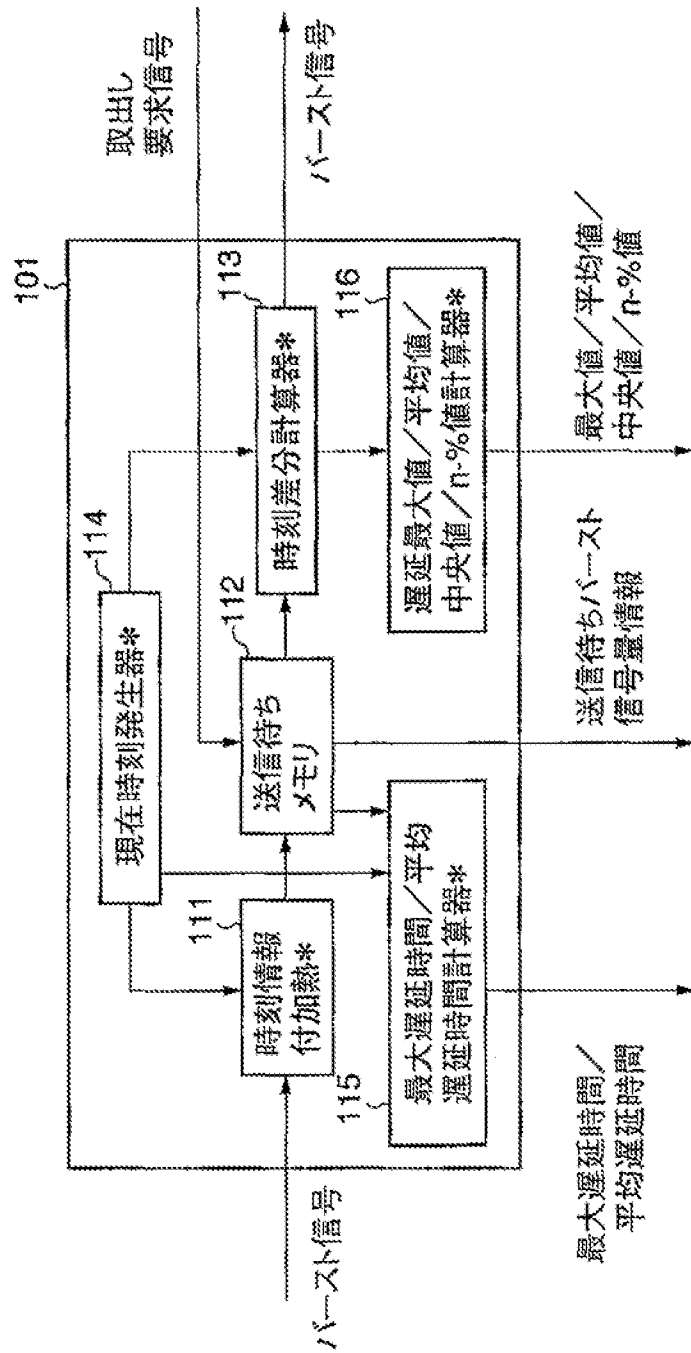 101
取出し
要求信号
114
現在時刻発生器*
111
時刻情報
付加熱*
112
送信待ち
メモリ
113
時刻差分計算器*
バースト信号
バースト信号
115
最大遅延時間／平均
遅延時間計算器*
116
遅延最大値／平均値／
中央値／n-%値計算器*
最大遅延時間／
平均遅延時間
送信待ちバースト
信号量情報
最大値／平均値／
中央値／n-%値